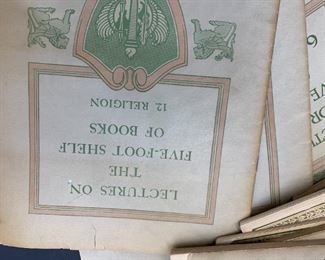 LECTURES ON
THE
FIVE-FOOT SHELF
OF BOOKS
12 RELIGION